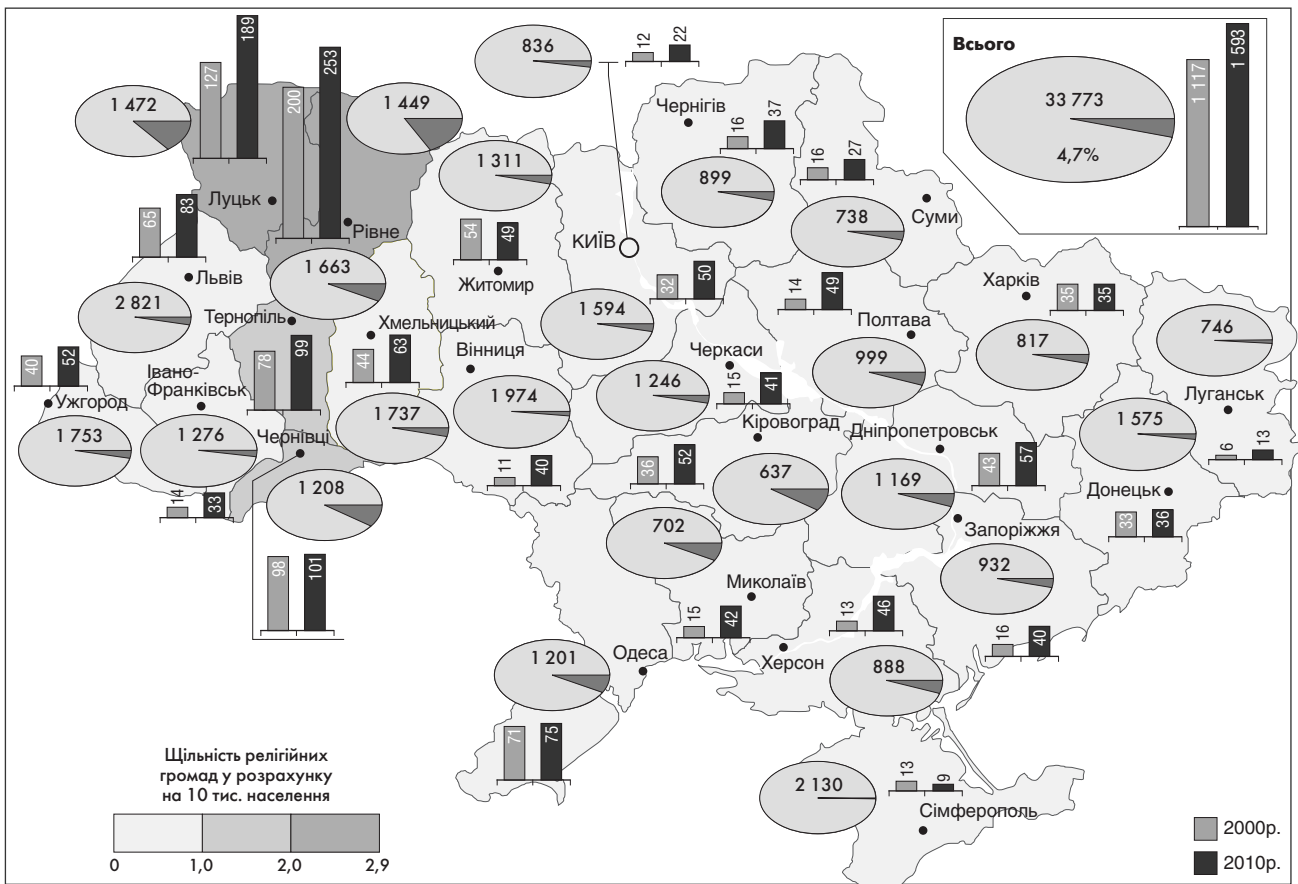 189
127
253
200
1 472
1 449
836
12
22
Всього
1 117
1 593
33 773
4,7%
Чернігів
16
37
16
27
1 311
899
738
Суми
Луцьк
Рівне
65
83
Львів
54
49
Житомир
КИЇВ
1 663
2 821
32
50
14
49
Харків
35
35
1 594
Полтава
746
Тернопіль
Хмельницький
Вінниця
Черкаси
817
999
40
52
Ужгород
Івано-
Франківськ
78
99
44
63
1 246
15
41
Луганськ
1 974
1 737
Кіровоград
Дніпропетровськ
1 575
6
13
1 753
1 276
Чернівці
11
40
36
52
637
1 169
43
57
Донецьк
14
33
1 208
33
36
702
Запоріжжя
98
101
932
Миколаїв
15
42
13
46
16
40
Одеса
Херсон
1 201
888
71
75
Щільність релігійних
громад у розрахунку
на 10 тис. населення
0 1,0 2,0 2,9
2 130
13
9
Сімферополь
2000р.
2010р.